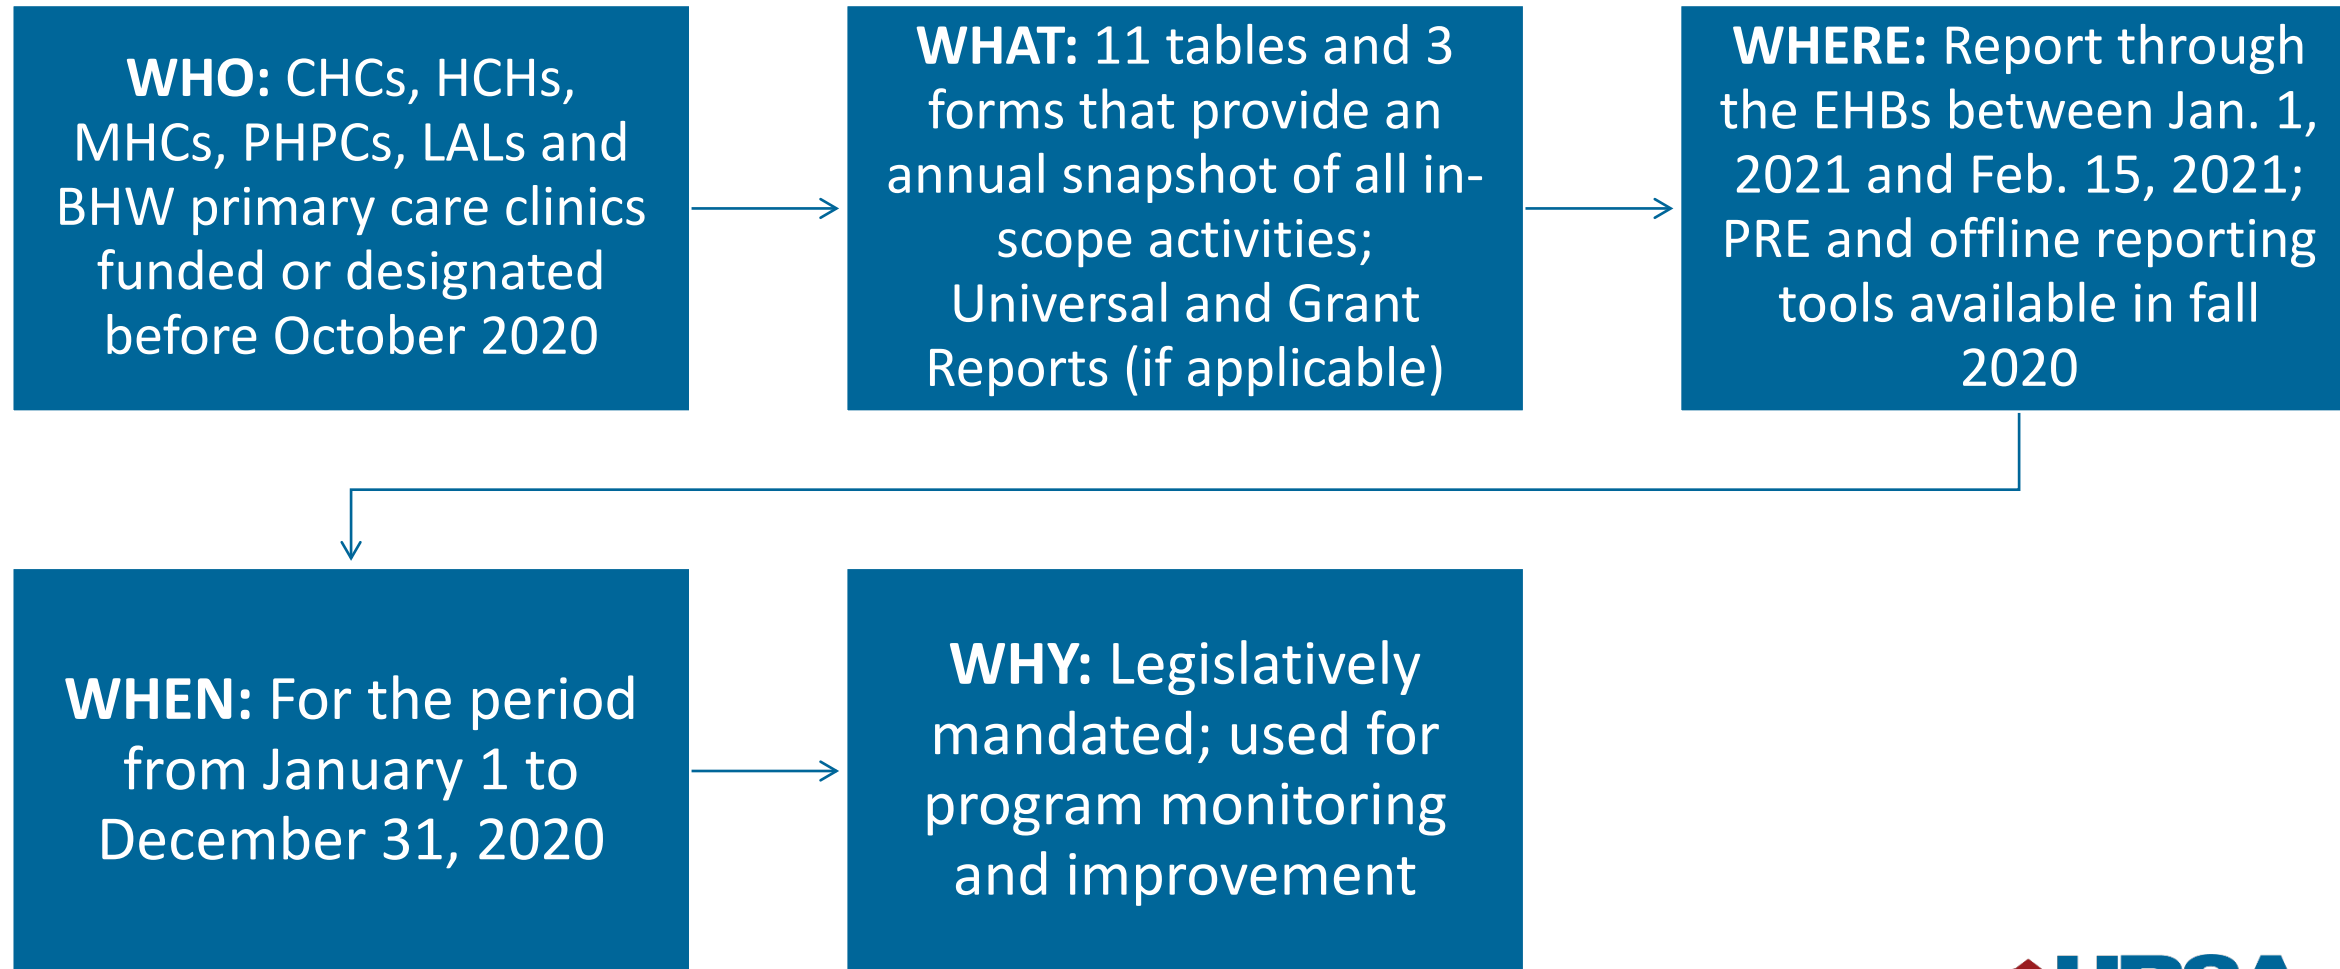 WHO: CHCs, HCHs,
MHCs, PHPCs, LALs and
BHW primary care clinics
funded or designated
before October 2020
WHAT: 11 tables and 3
forms that provide an
annual snapshot of all in-
scope activities;
Universal and Grant
Reports (if applicable)
WHERE: Report through
the EHBs between Jan. 1,
2021 and Feb. 15, 2021;
PRE and offline reporting
tools available in fall
2020
WHEN: For the period
from January 1 to
December 31, 2020
WHY: Legislatively
mandated; used for
program monitoring
and improvement